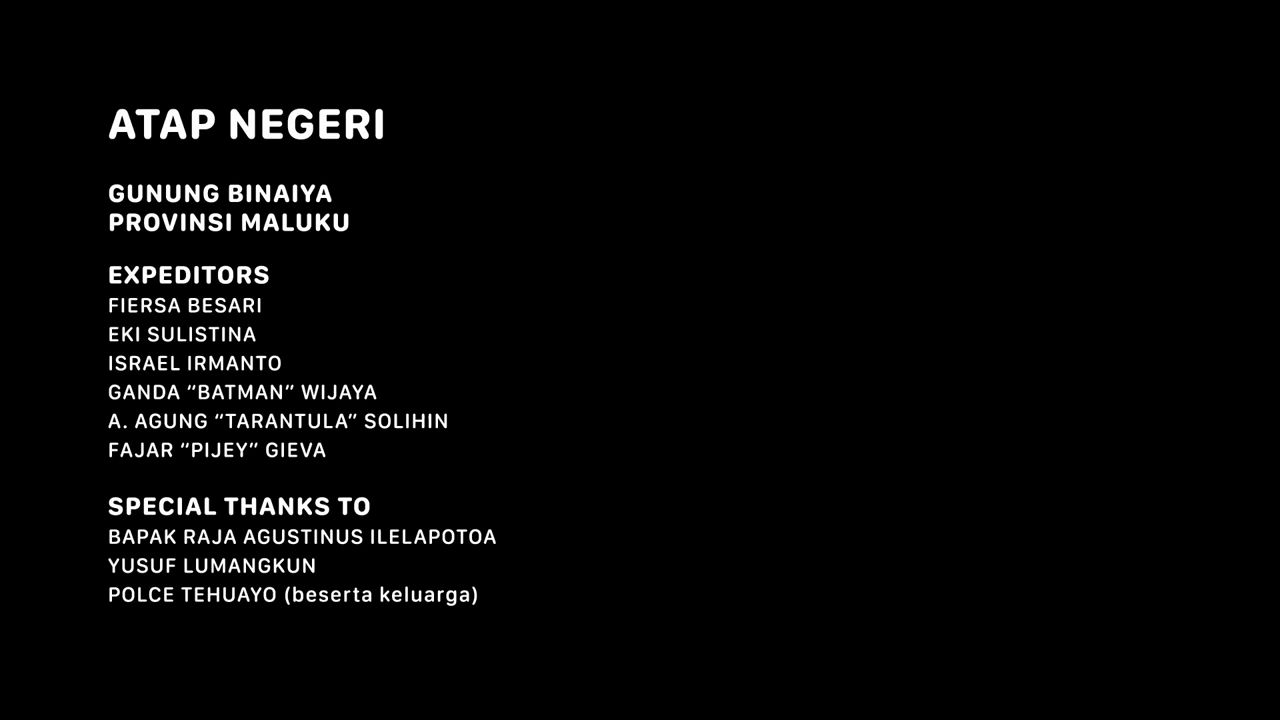 ATAP NEGERI
GUNUNG BINAIYA
PROVINSI MALUKU
EXPEDITORS
FIERSA BESARI
EKI SULISTINA
ISRAEL IRMANTO
GANDA “BATMAN” WIJAYA
A. AGUNG “TARANTULA” SOLIHIN
FAJAR “PIJEY” GIEVA
SPECIAL THANKS TO
BAPAK RAJA AGUSTINUS ILELAPOTOA
YUSUF LUMANGKUN
POLCE TEHUAYO (beserta keluarga)